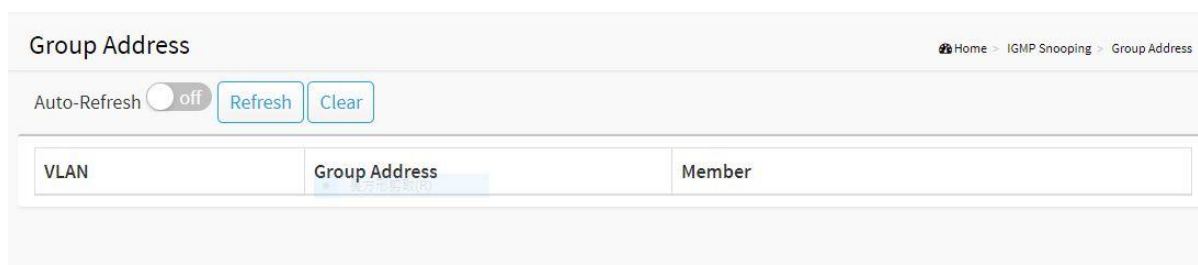 Group Address
Home > IGMP Snooping > Group Address
Auto-Refresh off Refresh Clear
VLAN Group Address Member